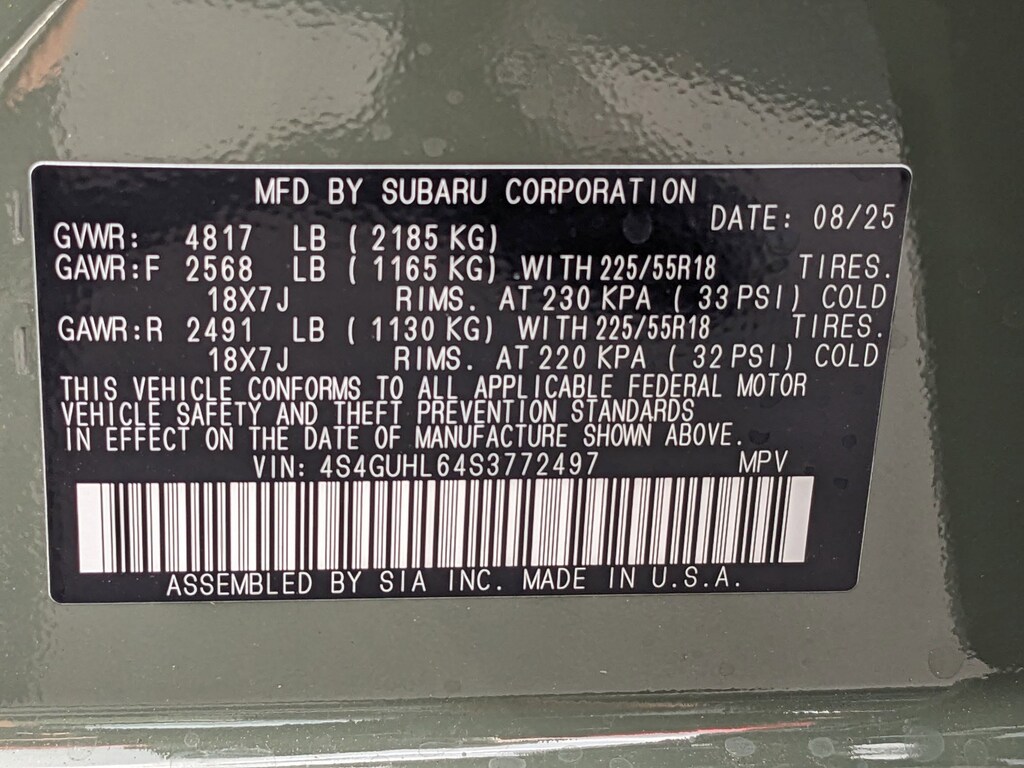 MFD BY SUBARU CORPORATION
DATE: 08/25
GVWR: 4817 LB ( 2185 KG)
GAWR:F 2568 LB ( 1165 KG) .WITH 225/55R18 TIRES.
18X7J RIMS. AT 230 KPA ( 33 PSI) COLD
GAWR:R 2491 LB ( 1130 KG) WITH 225/55R18 TIRES.
18X7J RIMS. AT 220 KPA ( 32 PSI) COLD
THIS VEHICLE CONFORMS TO ALL APPLICABLE FEDERAL MOTOR
VEHICLE SAFETY AND THEFT PREVENTION STANDARDS
IN EFFECT ON THE DATE OF MANUFACTURE SHOWN ABOVE.
VIN: 4S4GUHL64S3772497 MPV
ASSEMBLED BY SIA INC. MADE IN U.S.A.